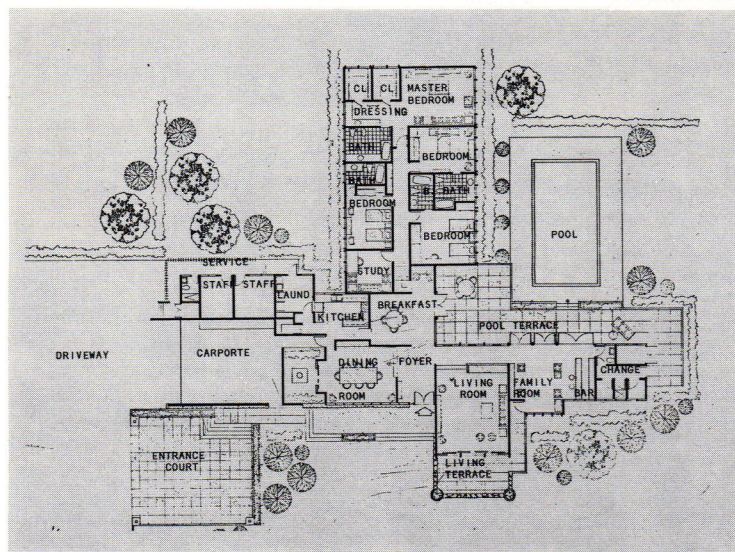 CL
CL
MASTER
BEDROOM
DRESSING
BATH
BEDROOM
BATH
B.
BATH
BEDROOM
BEDROOM
STUDY
POOL
SERVICE
STAFF
STAFF
LAUND
KITCHEN
BREAKFAST
POOL TERRACE
DRIVEWAY
CARPORTE
DINING
ROOM
FOYER
LIVING
ROOM
FAMILY
ROOM
BAR
CHANGE
ENTRANCE
COURT
LIVING
TERRACE